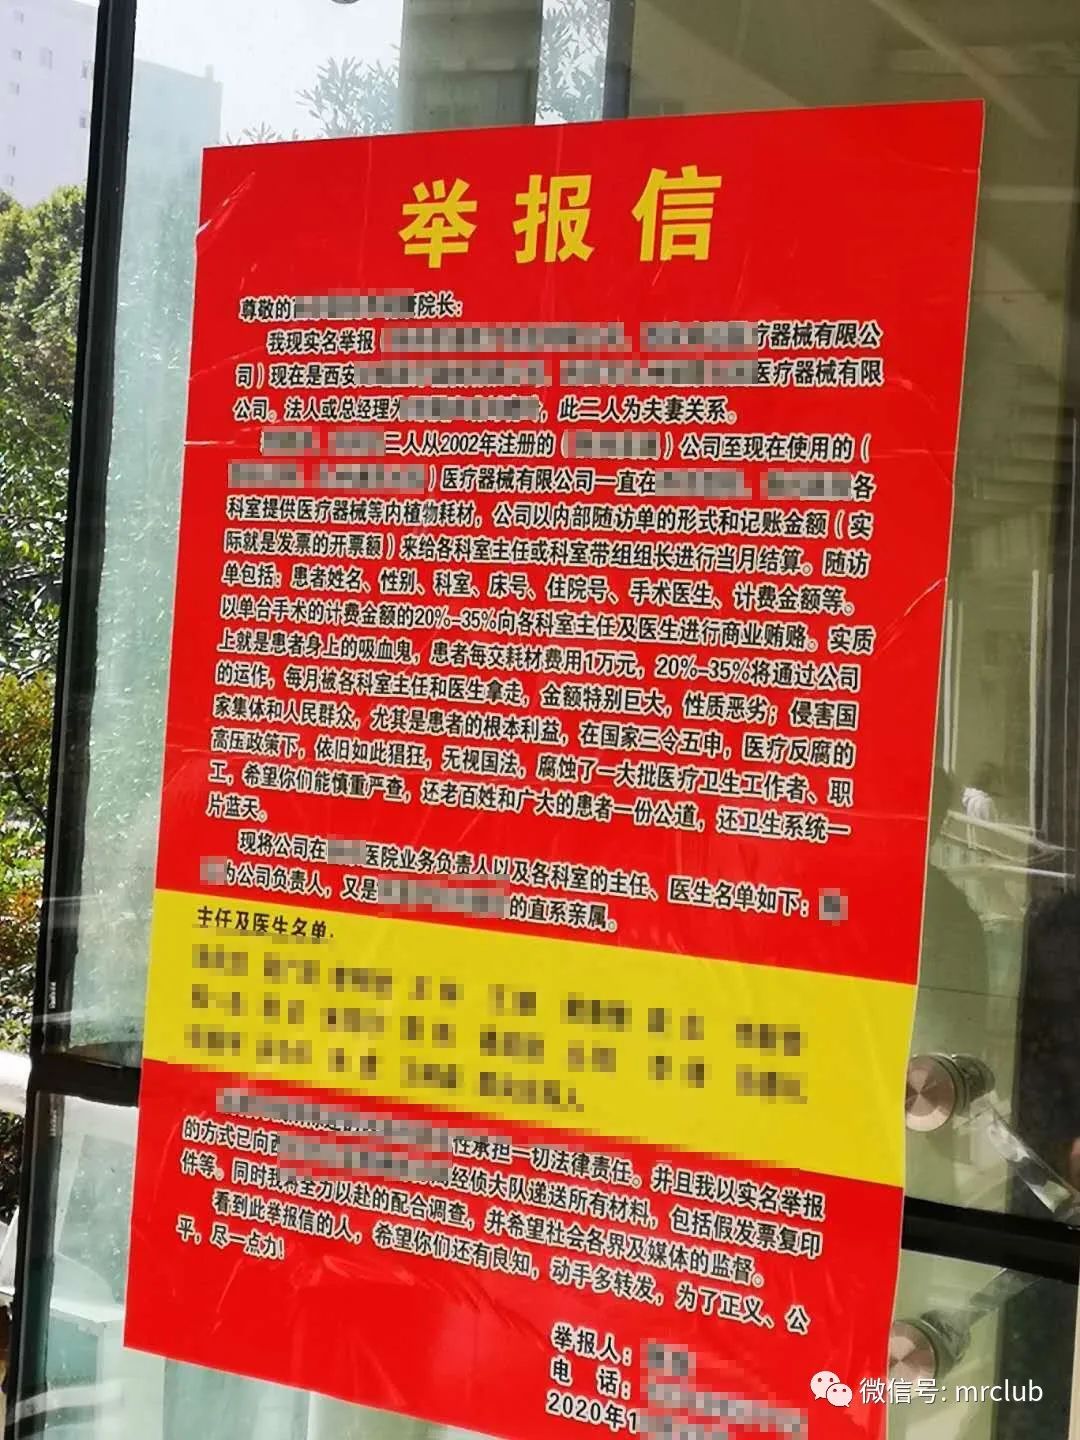 举报信
尊敬的 院长：
我现实名举报（ 疗器械有限公
司）现在是西安 医疗器械有限
公司。法人或总经理为 ，此二人为夫妻关系。
二人从2002年注册的（ ）公司至现在使用的（
）医疗器械有限公司一直在 各
科室提供医疗器械等内植物耗材，公司以内部随访单的形式和记账金额（实
际就是发票的开票额）来给各科室主任或科室带组组长进行当月结算。随访
单包括：患者姓名、性别、科室、床号、住院号、手术医生、计费金额等。
以单台手术的计费金额的20%-35%向各科室主任及医生进行商业贿赂。实质
上就是患者身上的吸血鬼，患者每交耗材费用1万元，20%-35%将通过公司
的运作，每月被各科室主任和医生拿走，金额特别巨大，性质恶劣；侵害国
家集体和人民群众，尤其是患者的根本利益，在国家三令五申，医疗反腐的
高压政策下，依旧如此猖狂，无视国法，腐蚀了一大批医疗卫生工作者、职
工，希望你们能慎重严查，还老百姓和广大的患者一份公道，还卫生系统一
片蓝天。
现将公司在 医院业务负责人以及各科室的主任、医生名单如下：
为公司负责人，又是 的直系亲属。
主任及医生名单：
性承担一切法律责任。并且我以实名举报
的方式已向西 经侦大队递送所有材料，包括假发票复印
件等。同时我将全力以赴的配合调查，并希望社会各界及媒体的监督。
看到此举报信的人，希望你们还有良知，动手多转发，为了正义、公
平，尽一点力！
举报人：
电 话：
2020年1
微信号: mrclub